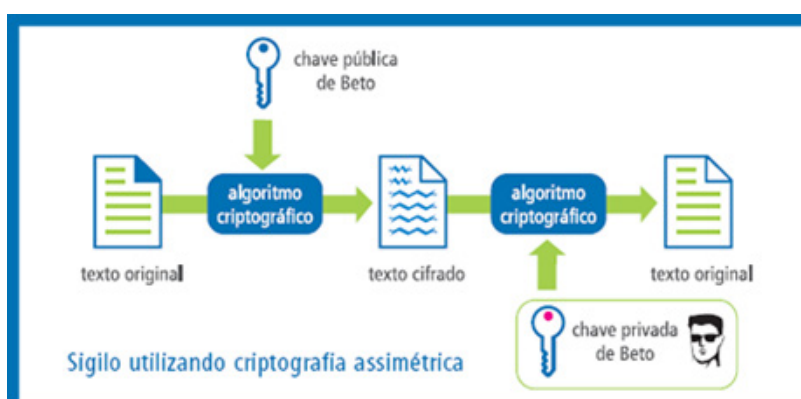 chave pública
de Beto
algoritmo
criptográfico
algoritmo
criptográfico
texto original
texto cifrado
texto original
chave privada
de Beto
Sigilo utilizando criptografia assimétrica